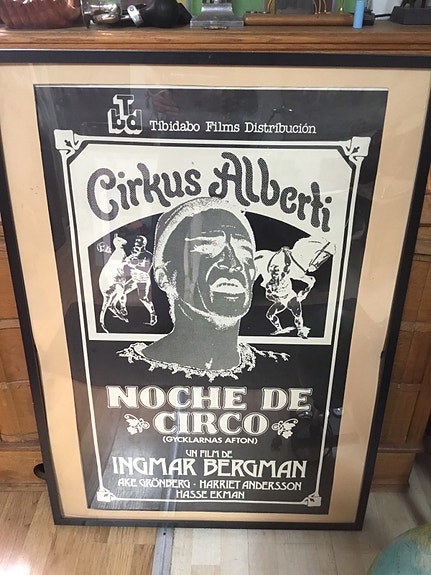 Tbd
Tibidabo Films Distribución
Cirkus Alberti
NOCHE DE
CIRCO
(GYCKLARNAS AFTON)
UN FILM DE
INGMAR BERGMAN
AKE GRÖNBERG · HARRIET ANDERSSON
HASSE EKMAN